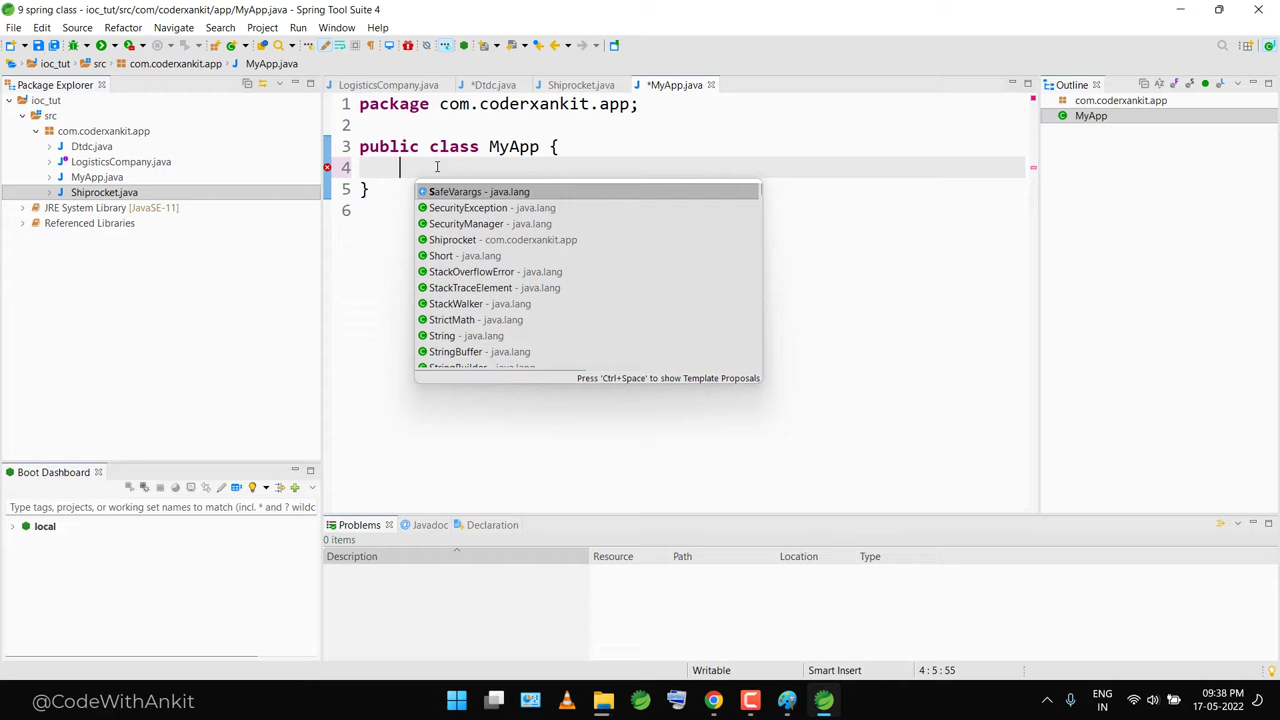 9 spring class - ioc_tut/src/com/coderxankit/app/MyApp.java - Spring Tool Suite 4
File Edit Source Refactor Navigate Search Project Run Window Help
ioc_tut src com.coderxankit.app MyApp.java
Package Explorer
LogisticsCompany.java *Dtdc.java Shiprocket.java *MyApp.java
Outline
ioc_tut
src
com.coderxankit.app
Dtdc.java
LogisticsCompany.java
MyApp.java
Shiprocket.java
JRE System Library [JavaSE-11]
Referenced Libraries
1 package com.coderxankit.app;
2
3 public class MyApp {
4
5 }
6
SafeVarargs - java.lang
SecurityException - java.lang
SecurityManager - java.lang
Shiprocket - com.coderxankit.app
Short - java.lang
StackOverflowError - java.lang
StackTraceElement - java.lang
StackWalker - java.lang
StrictMath - java.lang
String - java.lang
StringBuffer - java.lang
StringBuilder - java.lang
Press 'Ctrl+Space' to show Template Proposals
com.coderxankit.app
MyApp
Boot Dashboard
Type tags, projects, or working set names to match (incl. * and ? wildc
local
Problems Javadoc Declaration
0 items
Description Resource Path Location Type
Writable Smart Insert 4 : 5 : 55
@CodeWithAnkit
ENG
IN
09:38 PM
17-05-2022